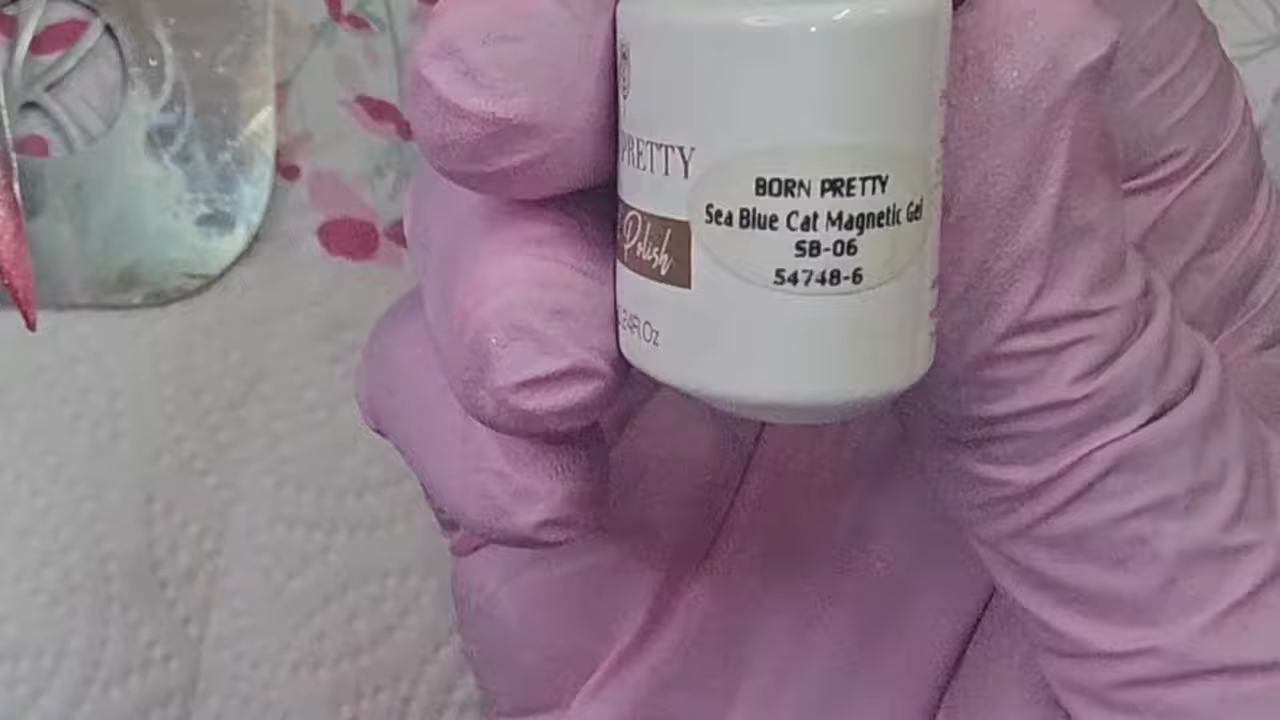 PRETTY
Polish
BORN PRETTY
Sea Blue Cat Magnetic Gel
SB-06
54748-6